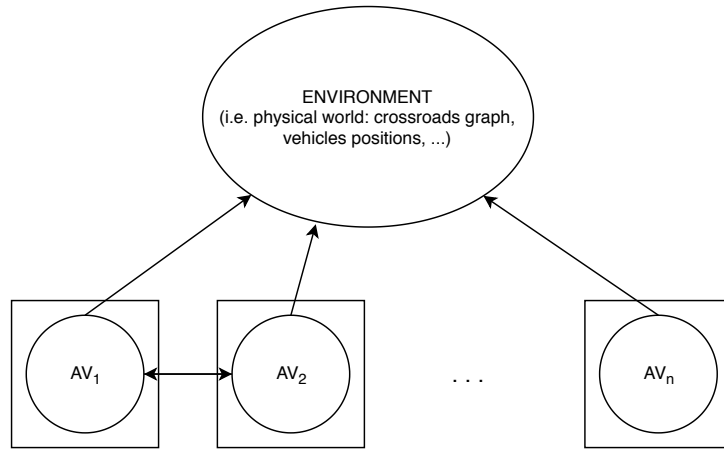 ENVIRONMENT
(i.e. physical world: crossroads graph,
vehicles positions, ...)
AV₁
AV₂
. . .
AVₙ